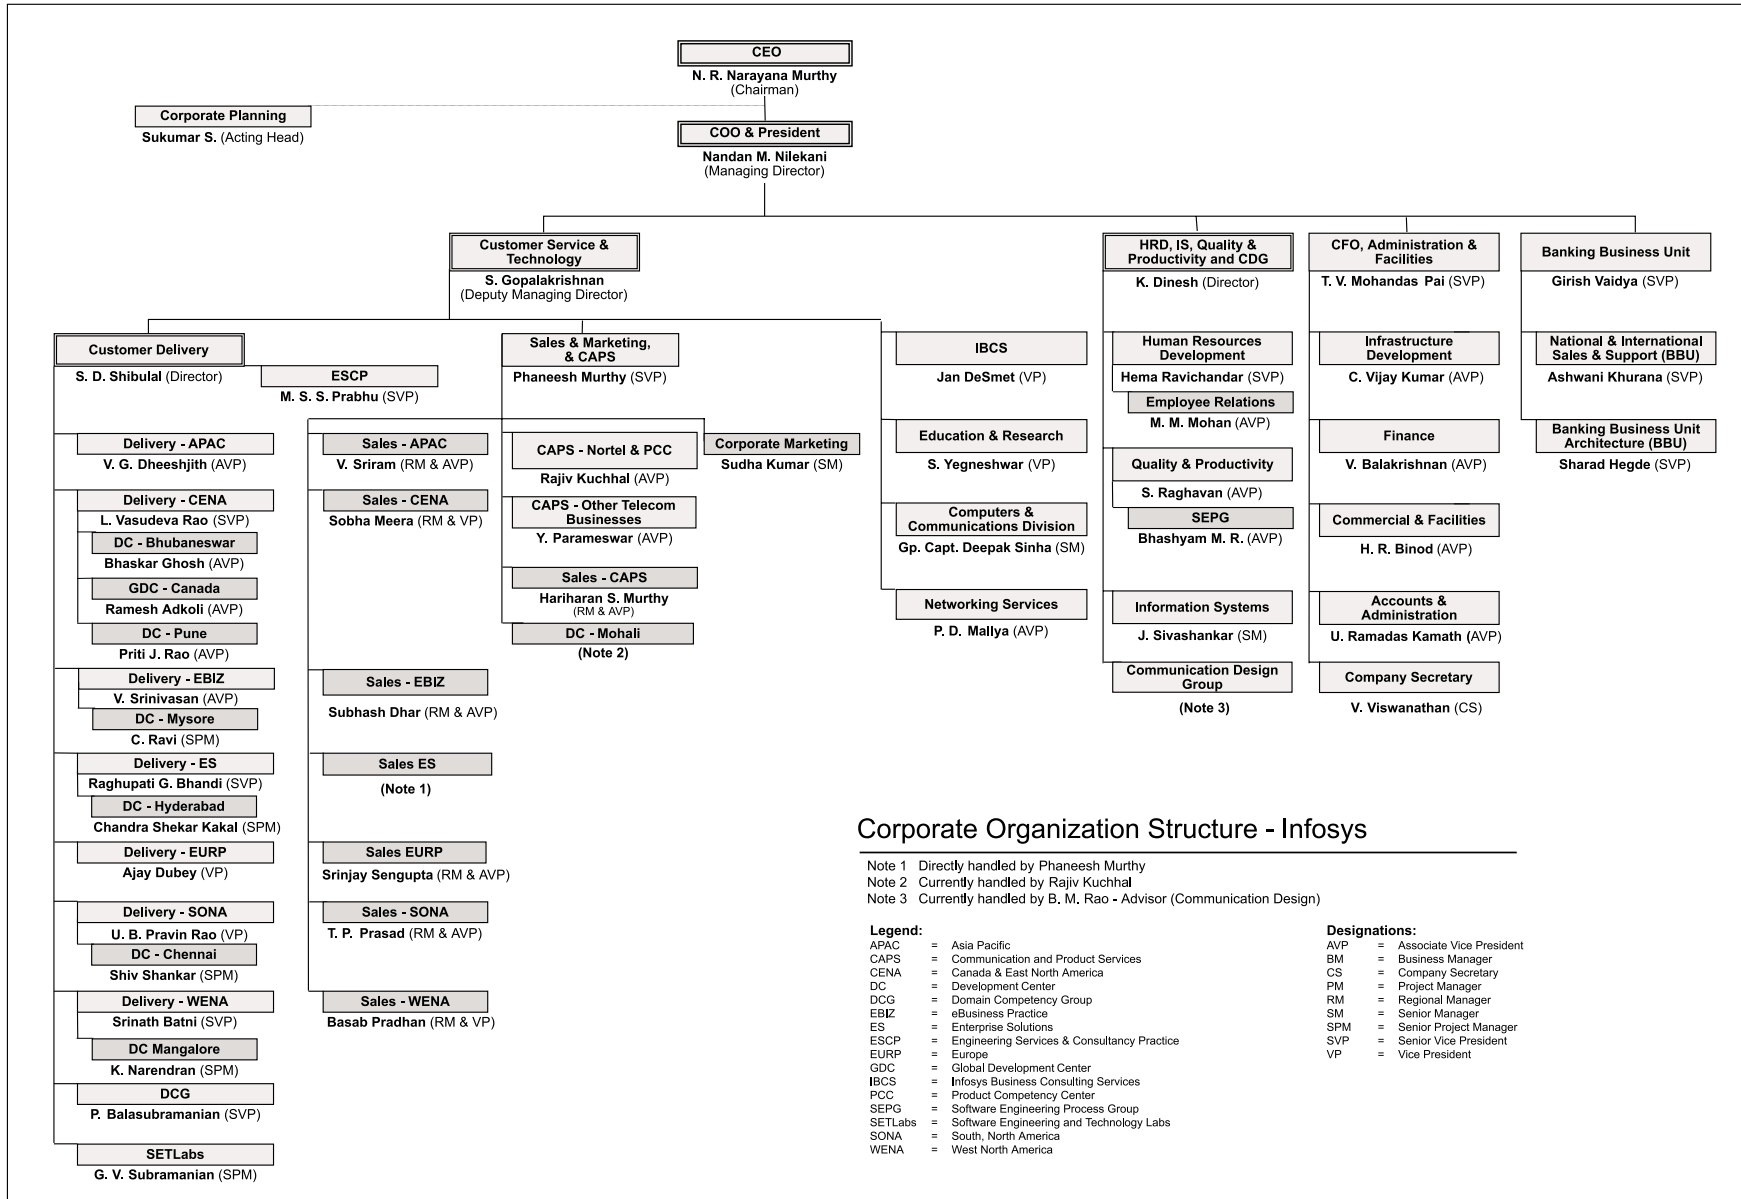 CEO
N. R. Narayana Murthy
(Chairman)
Corporate Planning
Sukumar S. (Acting Head)
COO & President
Nandan M. Nilekani
(Managing Director)
Customer Service &
Technology
S. Gopalakrishnan
(Deputy Managing Director)
HRD, IS, Quality &
Productivity and CDG
K. Dinesh (Director)
CFO, Administration &
Facilities
T. V. Mohandas Pai (SVP)
Banking Business Unit
Girish Vaidya (SVP)
Customer Delivery
S. D. Shibulal (Director)
ESCP
M. S. S. Prabhu (SVP)
Sales & Marketing,
& CAPS
Phaneesh Murthy (SVP)
IBCS
Jan DeSmet (VP)
Human Resources
Development
Hema Ravichandar (SVP)
Employee Relations
M. M. Mohan (AVP)
Infrastructure
Development
C. Vijay Kumar (AVP)
National & International
Sales & Support (BBU)
Ashwani Khurana (SVP)
Delivery - APAC
V. G. Dheeshjith (AVP)
Delivery - CENA
L. Vasudeva Rao (SVP)
DC - Bhubaneswar
Bhaskar Ghosh (AVP)
GDC - Canada
Ramesh Adkoli (AVP)
DC - Pune
Priti J. Rao (AVP)
Delivery - EBIZ
V. Srinivasan (AVP)
DC - Mysore
C. Ravi (SPM)
Delivery - ES
Raghupati G. Bhandi (SVP)
DC - Hyderabad
Chandra Shekar Kakal (SPM)
Delivery - EURP
Ajay Dubey (VP)
Delivery - SONA
U. B. Pravin Rao (VP)
DC - Chennai
Shiv Shankar (SPM)
Delivery - WENA
Srinath Batni (SVP)
DC Mangalore
K. Narendran (SPM)
DCG
P. Balasubramanian (SVP)
SETLabs
G. V. Subramanian (SPM)
Sales - APAC
V. Sriram (RM & AVP)
Sales - CENA
Sobha Meera (RM & VP)
Sales - EBIZ
Subhash Dhar (RM & AVP)
Sales ES
(Note 1)
Sales EURP
Srinjay Sengupta (RM & AVP)
Sales - SONA
T. P. Prasad (RM & AVP)
Sales - WENA
Basab Pradhan (RM & VP)
CAPS - Nortel & PCC
Rajiv Kuchhal (AVP)
CAPS - Other Telecom
Businesses
Y. Parameswar (AVP)
Sales - CAPS
Hariharan S. Murthy
(RM & AVP)
DC - Mohali
(Note 2)
Corporate Marketing
Sudha Kumar (SM)
Education & Research
S. Yegneshwar (VP)
Computers &
Communications Division
Gp. Capt. Deepak Sinha (SM)
Networking Services
P. D. Mallya (AVP)
Quality & Productivity
S. Raghavan (AVP)
SEPG
Bhashyam M. R. (AVP)
Information Systems
J. Sivashankar (SM)
Communication Design
Group
(Note 3)
Finance
V. Balakrishnan (AVP)
Commercial & Facilities
H. R. Binod (AVP)
Accounts &
Administration
U. Ramadas Kamath (AVP)
Company Secretary
V. Viswanathan (CS)
Banking Business Unit
Architecture (BBU)
Sharad Hegde (SVP)
Corporate Organization Structure - Infosys
Note 1 Directly handled by Phaneesh Murthy
Note 2 Currently handled by Rajiv Kuchhal
Note 3 Currently handled by B. M. Rao - Advisor (Communication Design)
Legend:
APAC = Asia Pacific
CAPS = Communication and Product Services
CENA = Canada & East North America
DC = Development Center
DCG = Domain Competency Group
EBIZ = eBusiness Practice
ES = Enterprise Solutions
ESCP = Engineering Services & Consultancy Practice
EURP = Europe
GDC = Global Development Center
IBCS = Infosys Business Consulting Services
PCC = Product Competency Center
SEPG = Software Engineering Process Group
SETLabs = Software Engineering and Technology Labs
SONA = South, North America
WENA = West North America
Designations:
AVP = Associate Vice President
BM = Business Manager
CS = Company Secretary
PM = Project Manager
RM = Regional Manager
SM = Senior Manager
SPM = Senior Project Manager
SVP = Senior Vice President
VP = Vice President